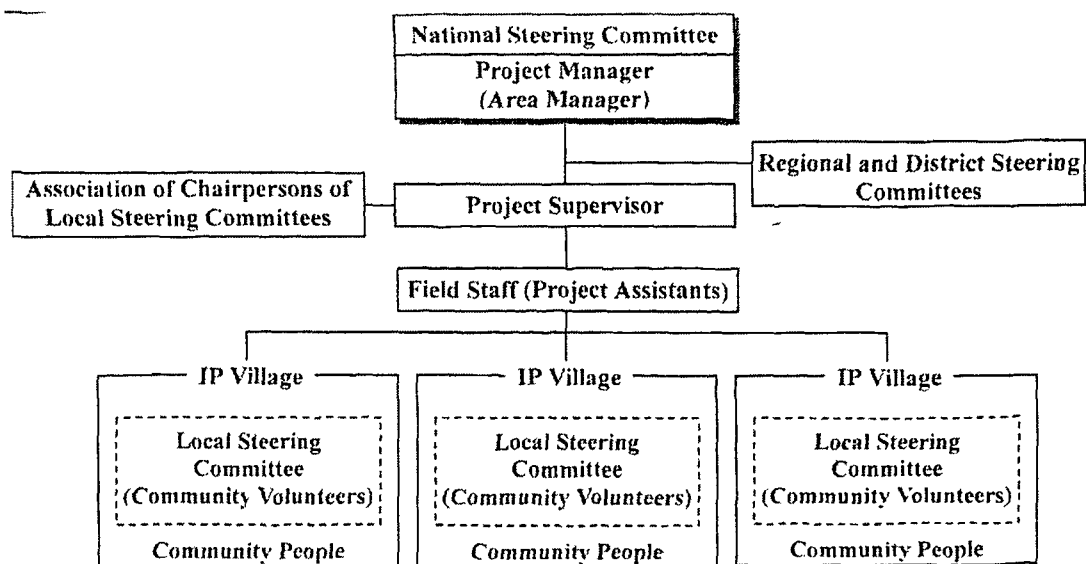 National Steering Committee
Project Manager
(Area Manager)
Regional and District Steering
Committees
Association of Chairpersons of
Local Steering Committees
Project Supervisor
Field Staff (Project Assistants)
IP Village
Local Steering
Committee
(Community Volunteers)
Community People
IP Village
Local Steering
Committee
(Community Volunteers)
Community People
IP Village
Local Steering
Committee
(Community Volunteers)
Community People